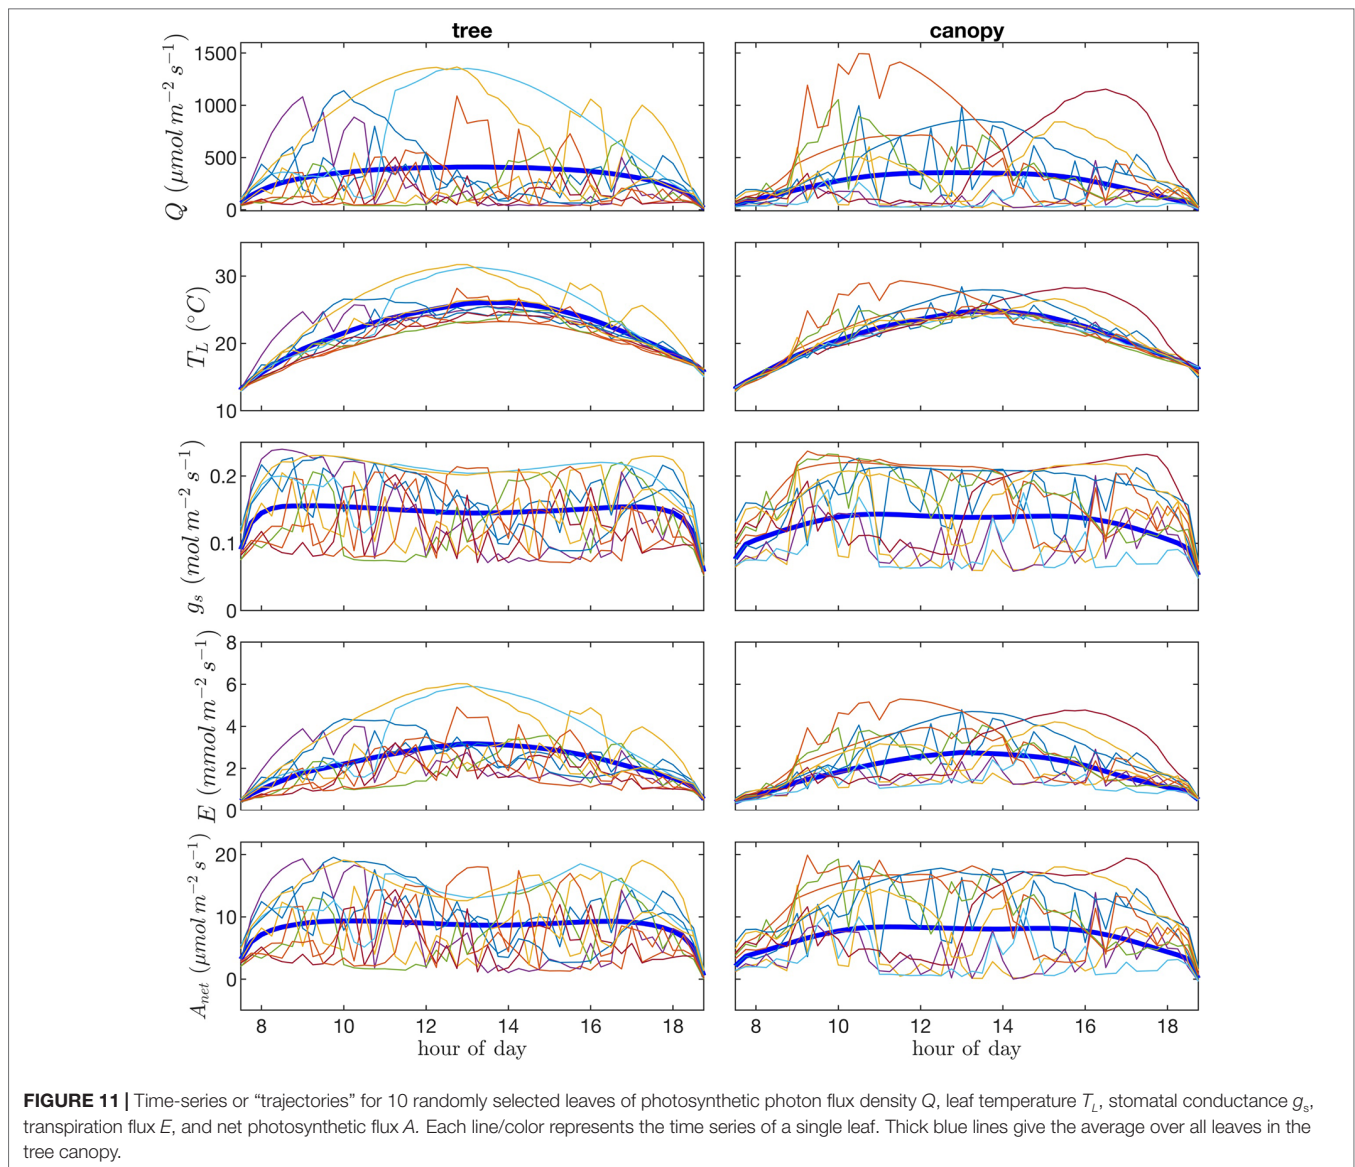 tree
canopy
Q (μmol m−2 s−1)
1500
1000
500
0
TL (°C)
30
20
10
gs (mol m−2 s−1)
0.2
0.1
0
E (mmol m−2 s−1)
8
6
4
2
0
Anet (μmol m−2 s−1)
20
10
0
8 10 12 14 16 18
8 10 12 14 16 18
hour of day
hour of day
FIGURE 11 | Time-series or “trajectories” for 10 randomly selected leaves of photosynthetic photon flux density Q, leaf temperature TL, stomatal conductance gs,
transpiration flux E, and net photosynthetic flux A. Each line/color represents the time series of a single leaf. Thick blue lines give the average over all leaves in the
tree canopy.